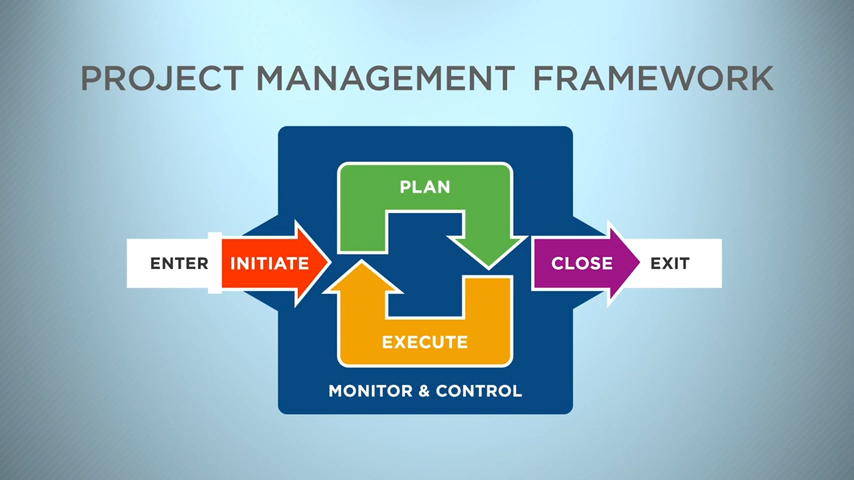 PROJECT MANAGEMENT FRAMEWORK
PLAN
ENTER
INITIATE
CLOSE
EXIT
EXECUTE
MONITOR & CONTROL